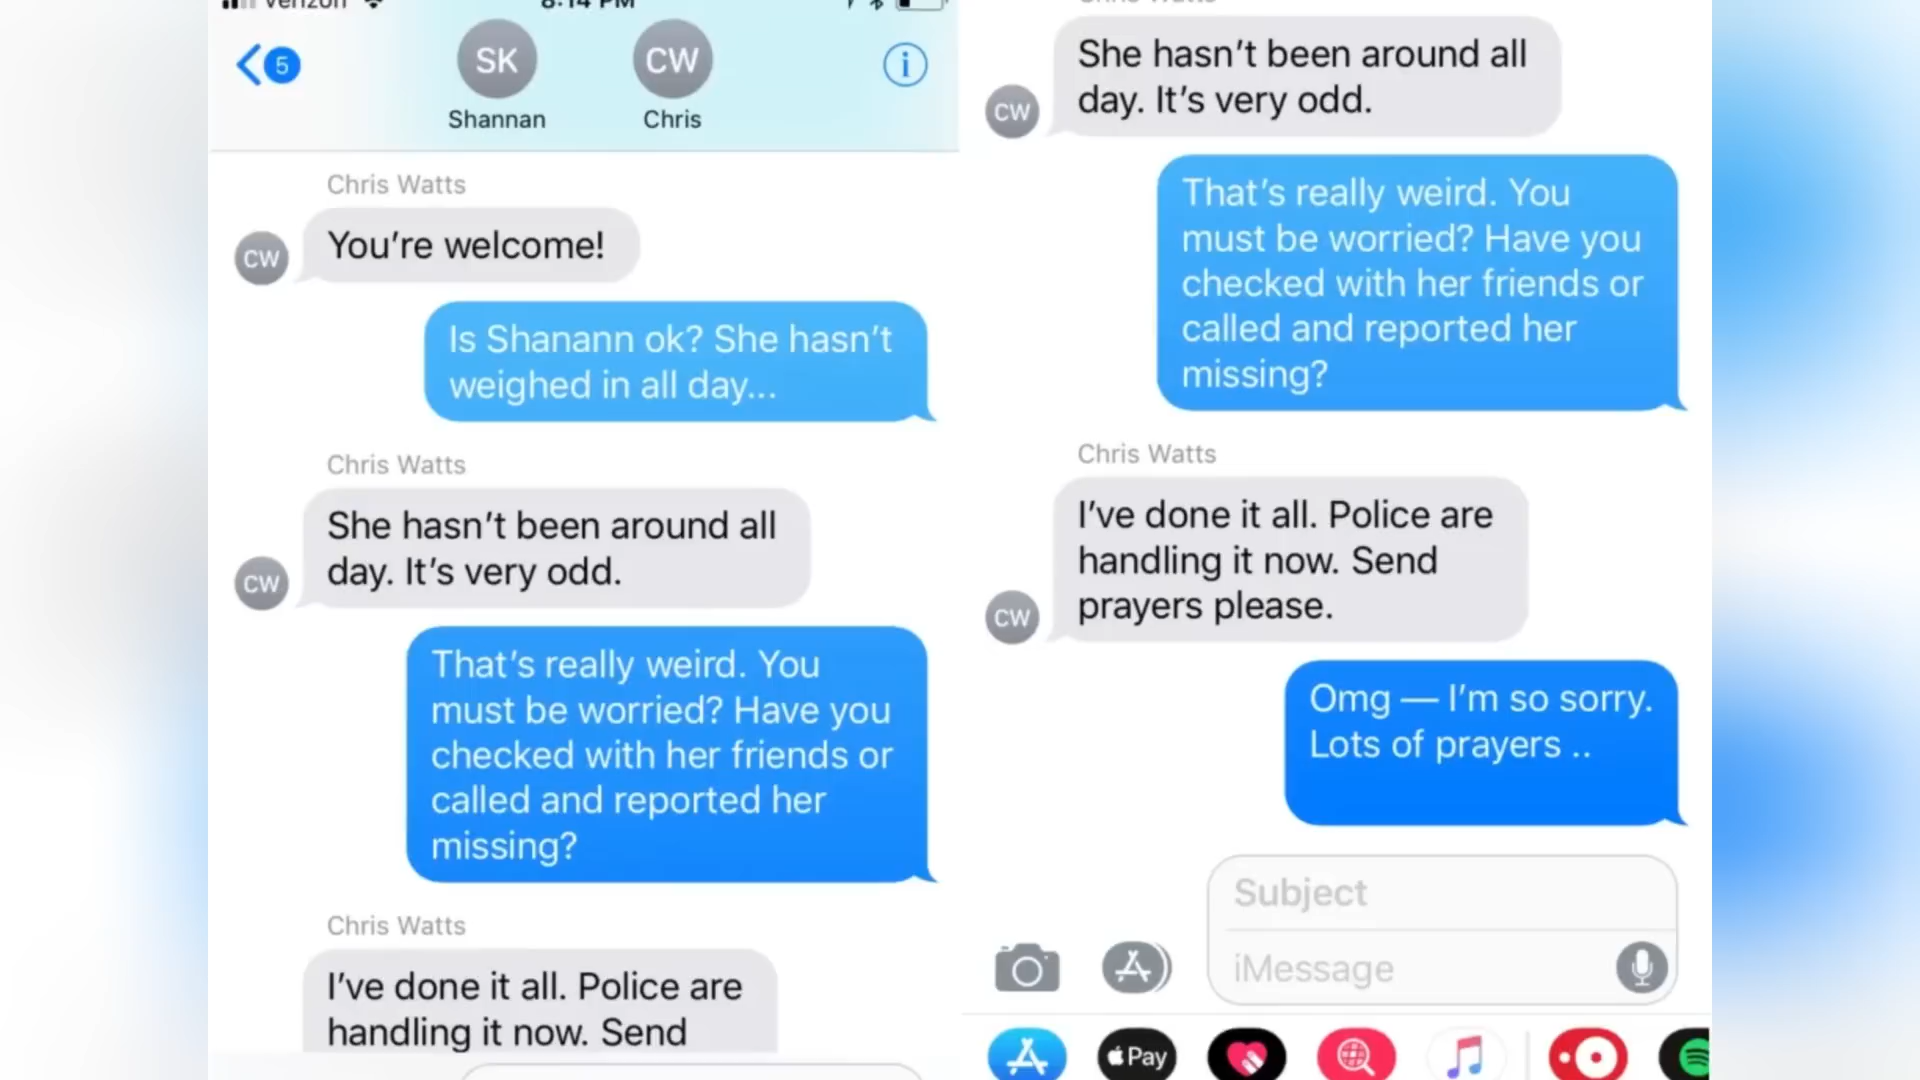 verizon
8:14 PM
5
SK
CW
Shannan
Chris
Chris Watts
You're welcome!
CW
Is Shanann ok? She hasn't
weighed in all day...
Chris Watts
She hasn't been around all
day. It's very odd.
CW
That's really weird. You
must be worried? Have you
checked with her friends or
called and reported her
missing?
Chris Watts
I've done it all. Police are
handling it now. Send
Chris Watts
She hasn't been around all
day. It's very odd.
CW
That's really weird. You
must be worried? Have you
checked with her friends or
called and reported her
missing?
Chris Watts
I've done it all. Police are
handling it now. Send
prayers please.
CW
Omg — I'm so sorry.
Lots of prayers ..
Subject
iMessage
Pay